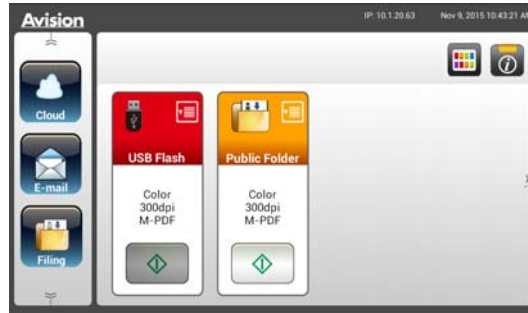 Avision
IP: 10.1.20.63
Nov 9, 2015 10:43:21 AM
Cloud
E-mail
Filing
USB Flash
Color
300dpi
M-PDF
Public Folder
Color
300dpi
M-PDF